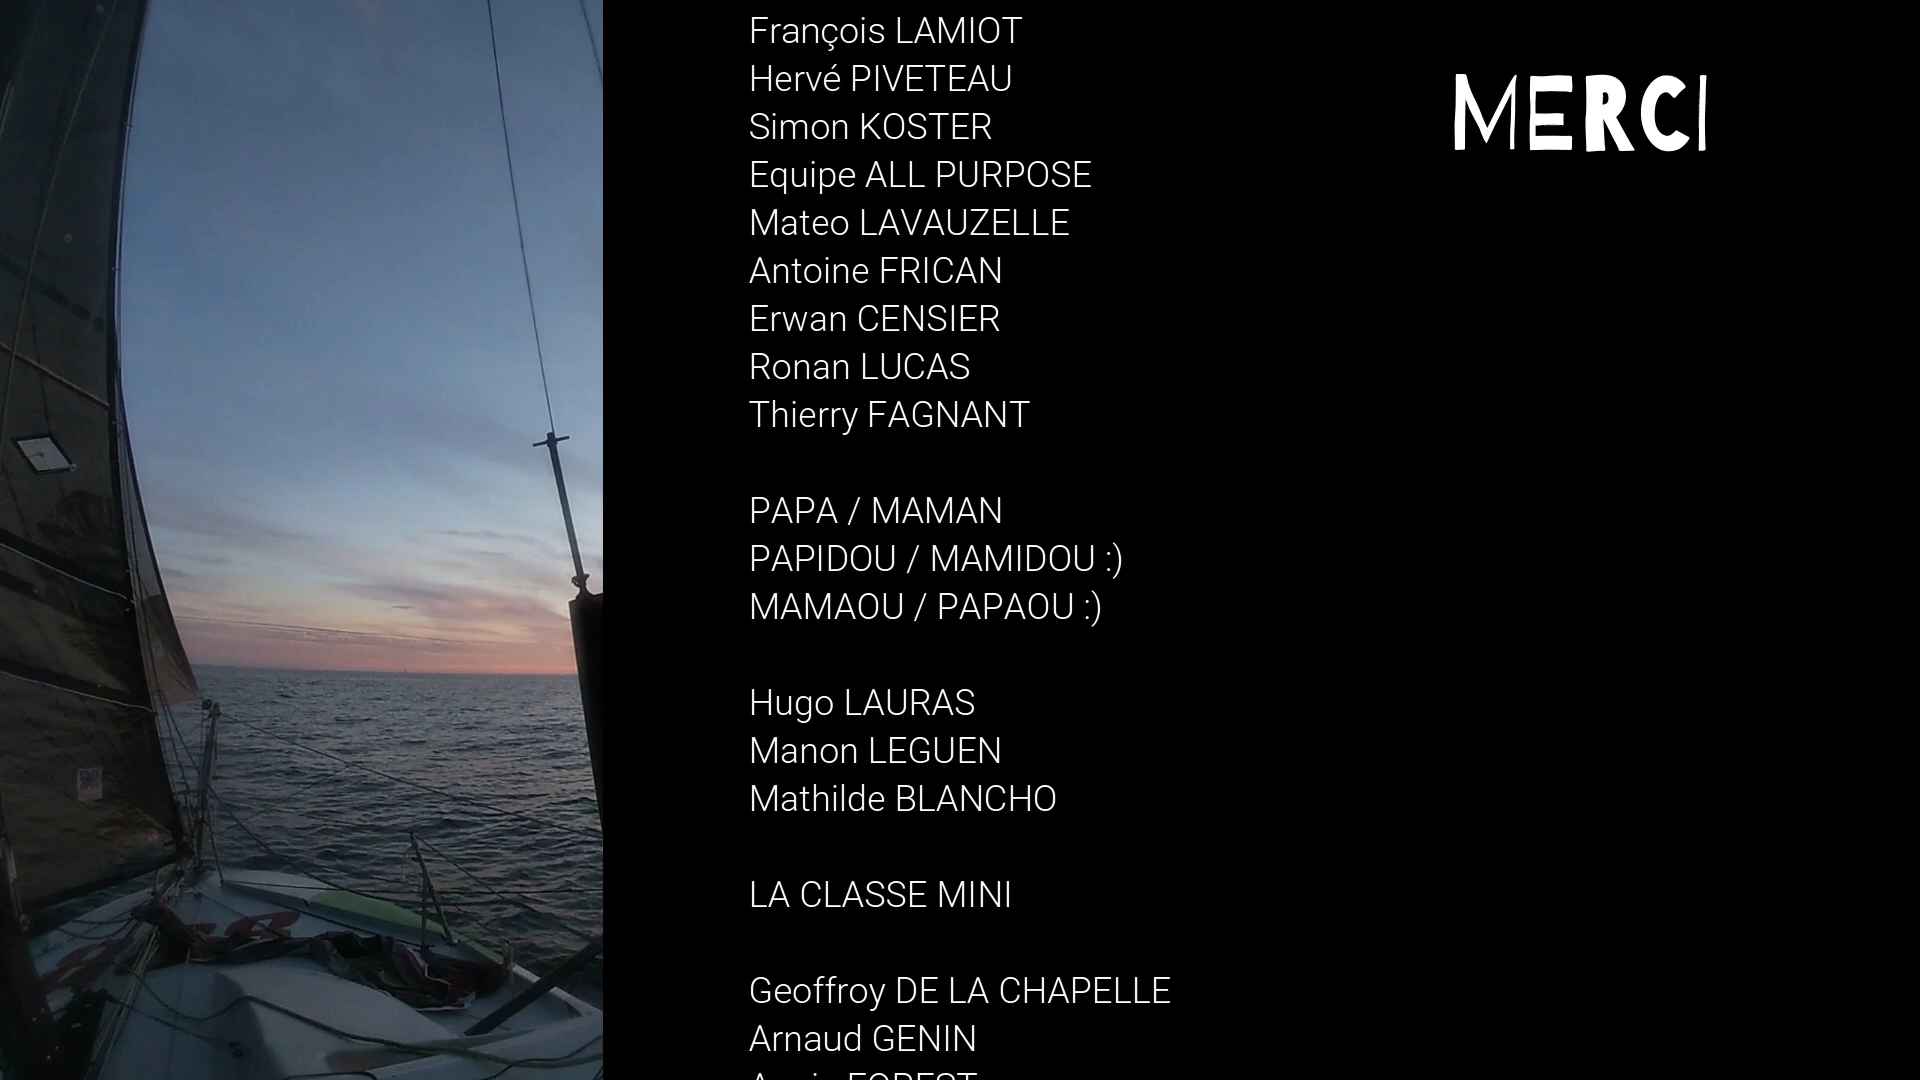 François LAMIOT
Hervé PIVETEAU
Simon KOSTER
Equipe ALL PURPOSE
Mateo LAVAUZELLE
Antoine FRICAN
Erwan CENSIER
Ronan LUCAS
Thierry FAGNANT
PAPA / MAMAN
PAPIDOU / MAMIDOU :)
MAMAOU / PAPAOU :)
Hugo LAURAS
Manon LEGUEN
Mathilde BLANCHO
LA CLASSE MINI
Geoffroy DE LA CHAPELLE
Arnaud GENIN
MERCI